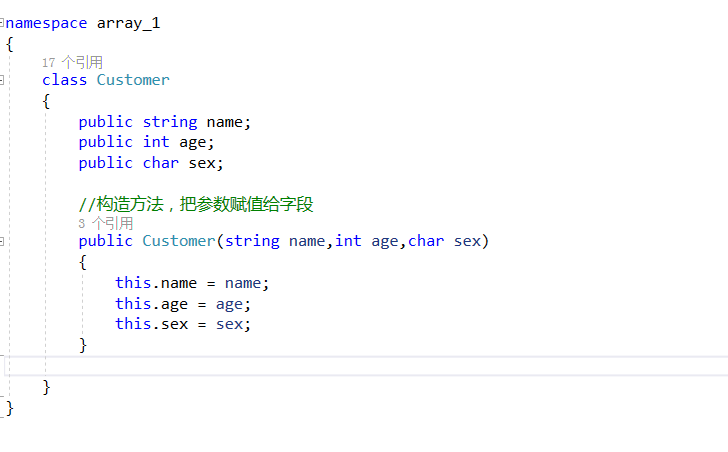 namespace array_1
{
17 个引用
class Customer
{
public string name;
public int age;
public char sex;
//构造方法，把参数赋值给字段
3 个引用
public Customer(string name,int age,char sex)
{
this.name = name;
this.age = age;
this.sex = sex;
}
}
}